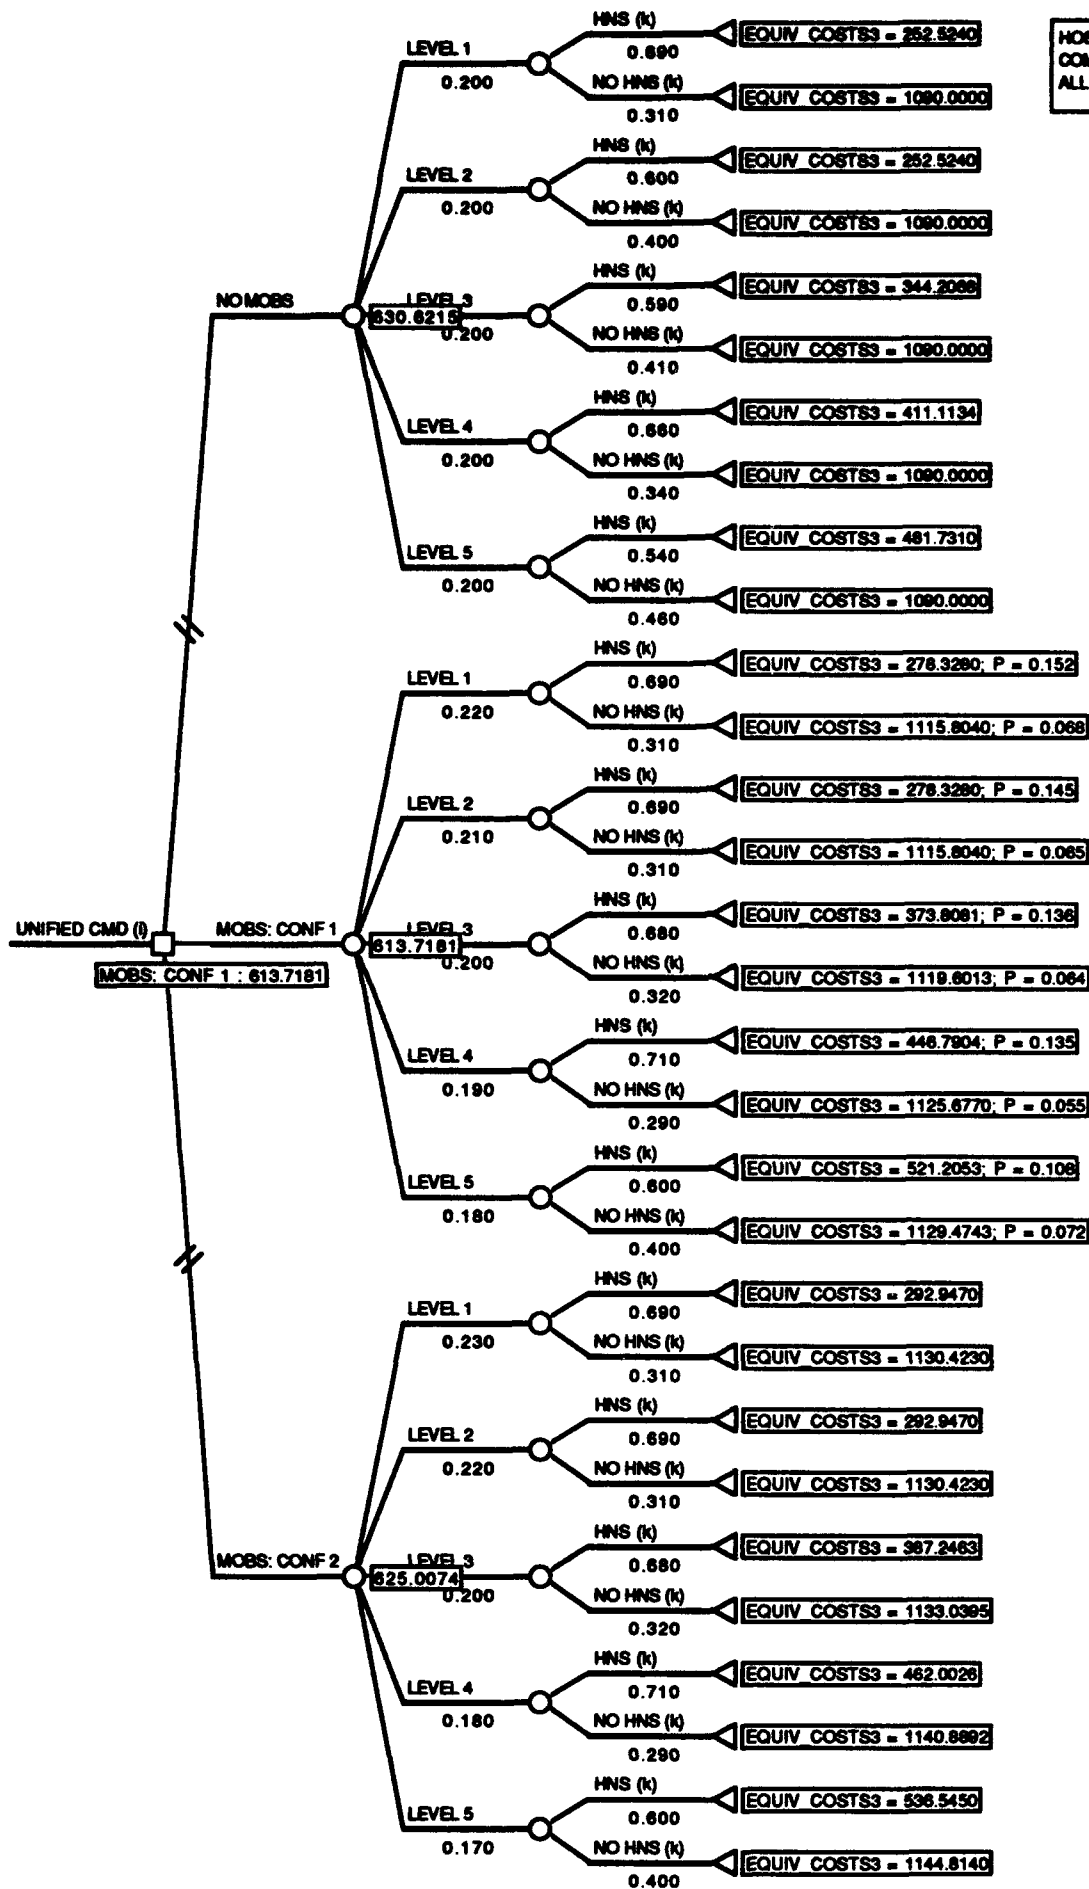 HOS
COM
ALL
HNS (k)
0.690
EQUIV_COSTS3 = 252.5240
LEVEL 1
0.200
NO HNS (k)
0.310
EQUIV_COSTS3 = 1090.0000
HNS (k)
0.600
EQUIV_COSTS3 = 252.5240
LEVEL 2
0.200
NO HNS (k)
0.400
EQUIV_COSTS3 = 1090.0000
HNS (k)
0.590
EQUIV_COSTS3 = 344.2068
NO MOBS
630.6215
LEVEL 3
0.200
NO HNS (k)
0.410
EQUIV_COSTS3 = 1090.0000
HNS (k)
0.660
EQUIV_COSTS3 = 411.1134
LEVEL 4
0.200
NO HNS (k)
0.340
EQUIV_COSTS3 = 1090.0000
HNS (k)
0.540
EQUIV_COSTS3 = 481.7310
LEVEL 5
0.200
NO HNS (k)
0.460
EQUIV_COSTS3 = 1090.0000
HNS (k)
0.690
EQUIV_COSTS3 = 278.3280; P = 0.152
LEVEL 1
0.220
NO HNS (k)
0.310
EQUIV_COSTS3 = 1115.8040; P = 0.068
HNS (k)
0.690
EQUIV_COSTS3 = 278.3280; P = 0.145
LEVEL 2
0.210
NO HNS (k)
0.310
EQUIV_COSTS3 = 1115.8040; P = 0.065
HNS (k)
0.680
EQUIV_COSTS3 = 373.8081; P = 0.136
UNIFIED CMD (i)
MOBS: CONF 1 : 613.7181
MOBS: CONF 1
613.7181
LEVEL 3
0.200
NO HNS (k)
0.320
EQUIV_COSTS3 = 1119.6013; P = 0.064
HNS (k)
0.710
EQUIV_COSTS3 = 446.7904; P = 0.135
LEVEL 4
0.190
NO HNS (k)
0.290
EQUIV_COSTS3 = 1125.6770; P = 0.055
HNS (k)
0.600
EQUIV_COSTS3 = 521.2053; P = 0.108
LEVEL 5
0.180
NO HNS (k)
0.400
EQUIV_COSTS3 = 1129.4743; P = 0.072
HNS (k)
0.690
EQUIV_COSTS3 = 292.9470
LEVEL 1
0.230
NO HNS (k)
0.310
EQUIV_COSTS3 = 1130.4230
HNS (k)
0.690
EQUIV_COSTS3 = 292.9470
LEVEL 2
0.220
NO HNS (k)
0.310
EQUIV_COSTS3 = 1130.4230
HNS (k)
0.680
EQUIV_COSTS3 = 387.2463
MOBS: CONF 2
625.0074
LEVEL 3
0.200
NO HNS (k)
0.320
EQUIV_COSTS3 = 1133.0395
HNS (k)
0.710
EQUIV_COSTS3 = 462.0026
LEVEL 4
0.180
NO HNS (k)
0.290
EQUIV_COSTS3 = 1140.8892
HNS (k)
0.600
EQUIV_COSTS3 = 536.5450
LEVEL 5
0.170
NO HNS (k)
0.400
EQUIV_COSTS3 = 1144.8140